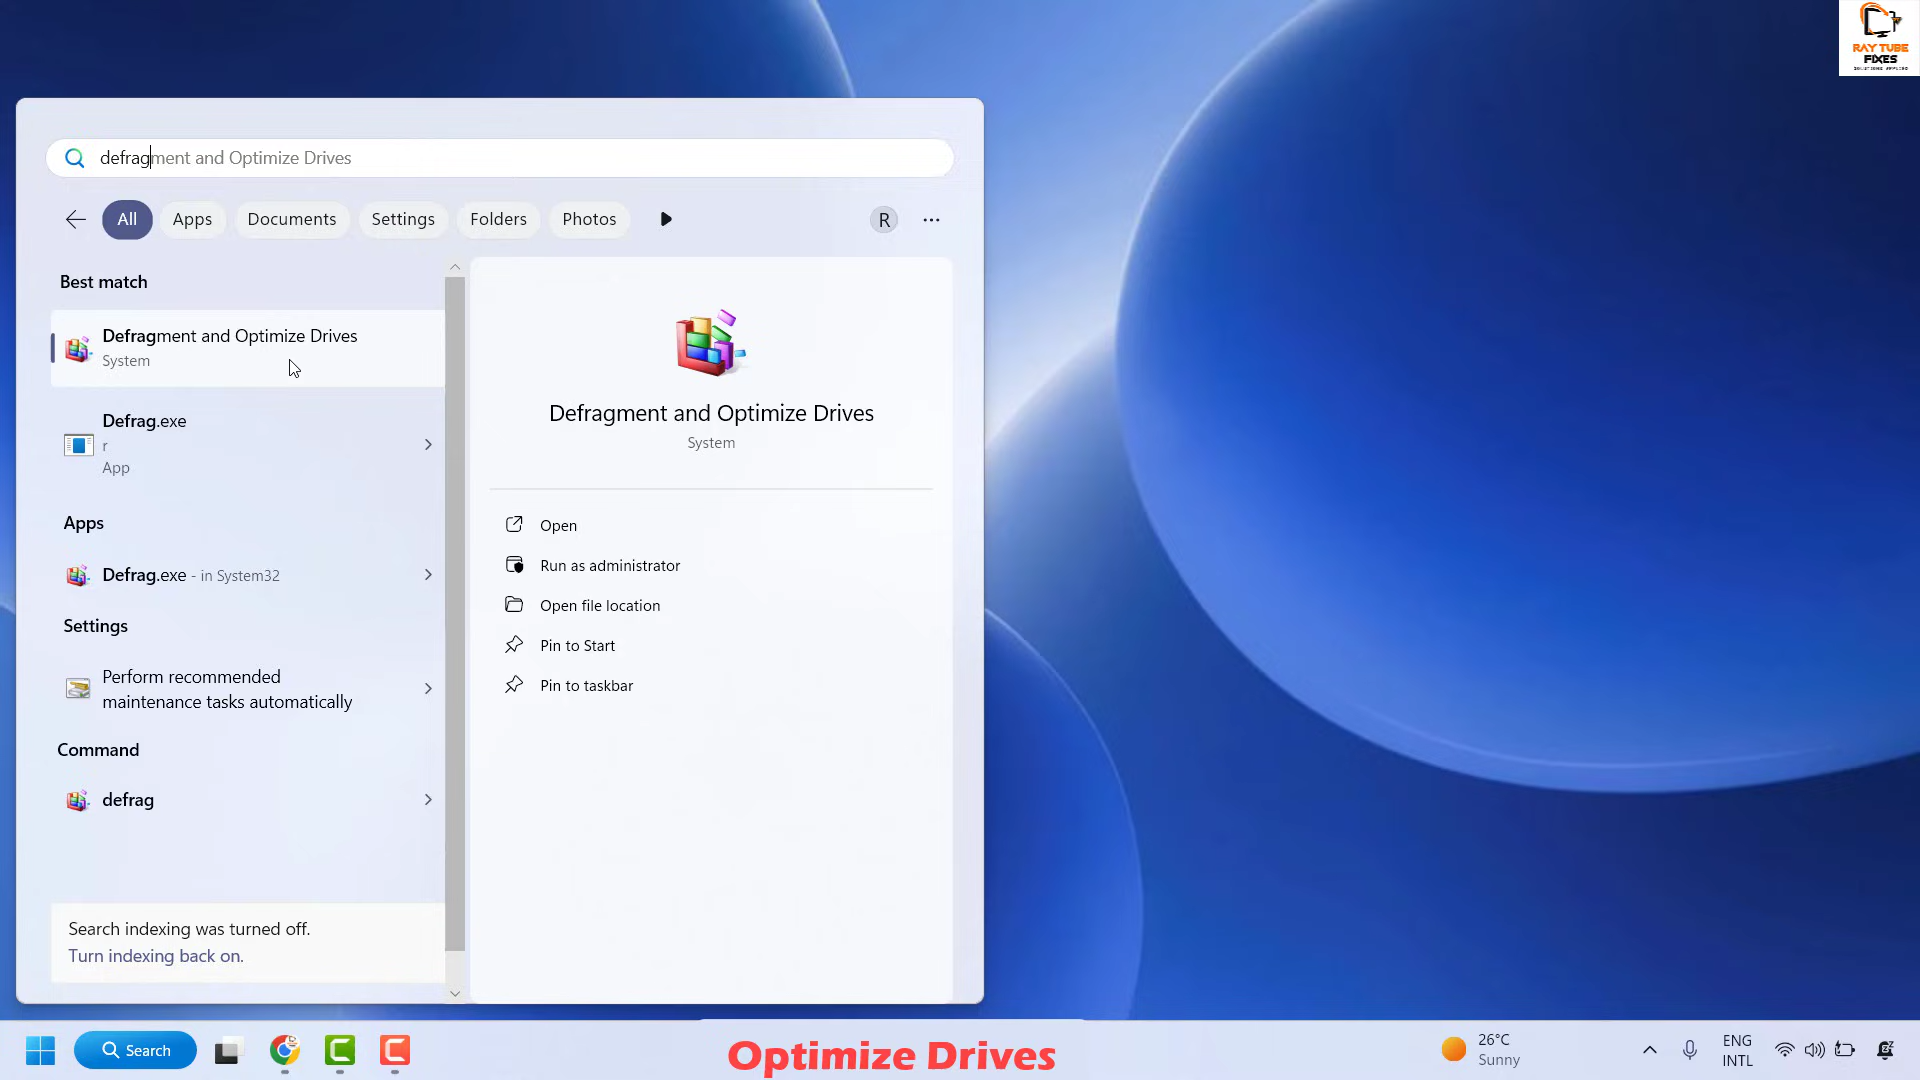 RAY TUBE
FIXES
defragment and Optimize Drives
All
Apps
Documents
Settings
Folders
Photos
R
Best match
Defragment and Optimize Drives
System
Defrag.exe
r
App
Apps
Defrag.exe - in System32
Settings
Perform recommended
maintenance tasks automatically
Command
defrag
Search indexing was turned off.
Turn indexing back on.
Defragment and Optimize Drives
System
Open
Run as administrator
Open file location
Pin to Start
Pin to taskbar
Search
Optimize Drives
26°C
Sunny
ENG
INTL